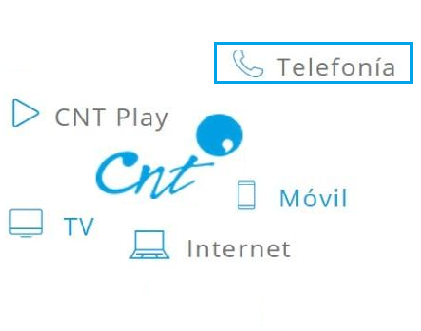 Telefonía
CNT Play
Cnt
Móvil
TV
Internet